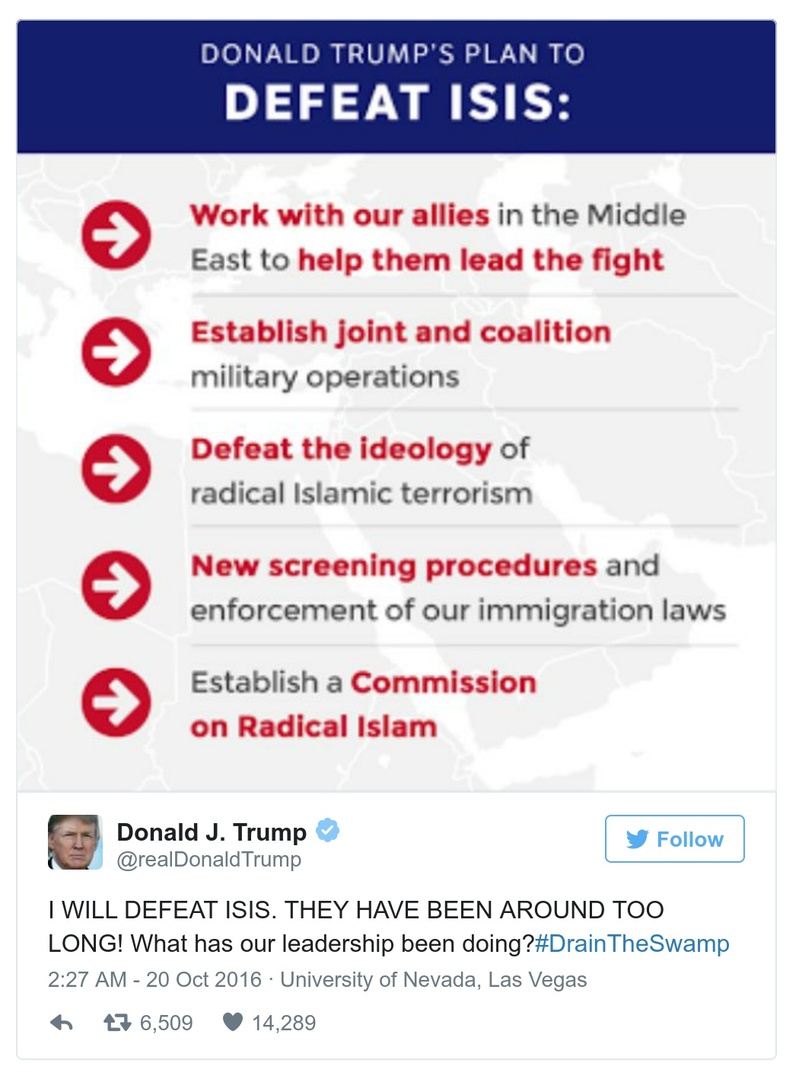 DONALD TRUMP'S PLAN TO
DEFEAT ISIS:
Work with our allies in the Middle
East to help them lead the fight
Establish joint and coalition
military operations
Defeat the ideology of
radical Islamic terrorism
New screening procedures and
enforcement of our immigration laws
Establish a Commission
on Radical Islam
Donald J. Trump
@realDonaldTrump
Follow
I WILL DEFEAT ISIS. THEY HAVE BEEN AROUND TOO
LONG! What has our leadership been doing?#DrainTheSwamp
2:27 AM - 20 Oct 2016 · University of Nevada, Las Vegas
6,509 14,289